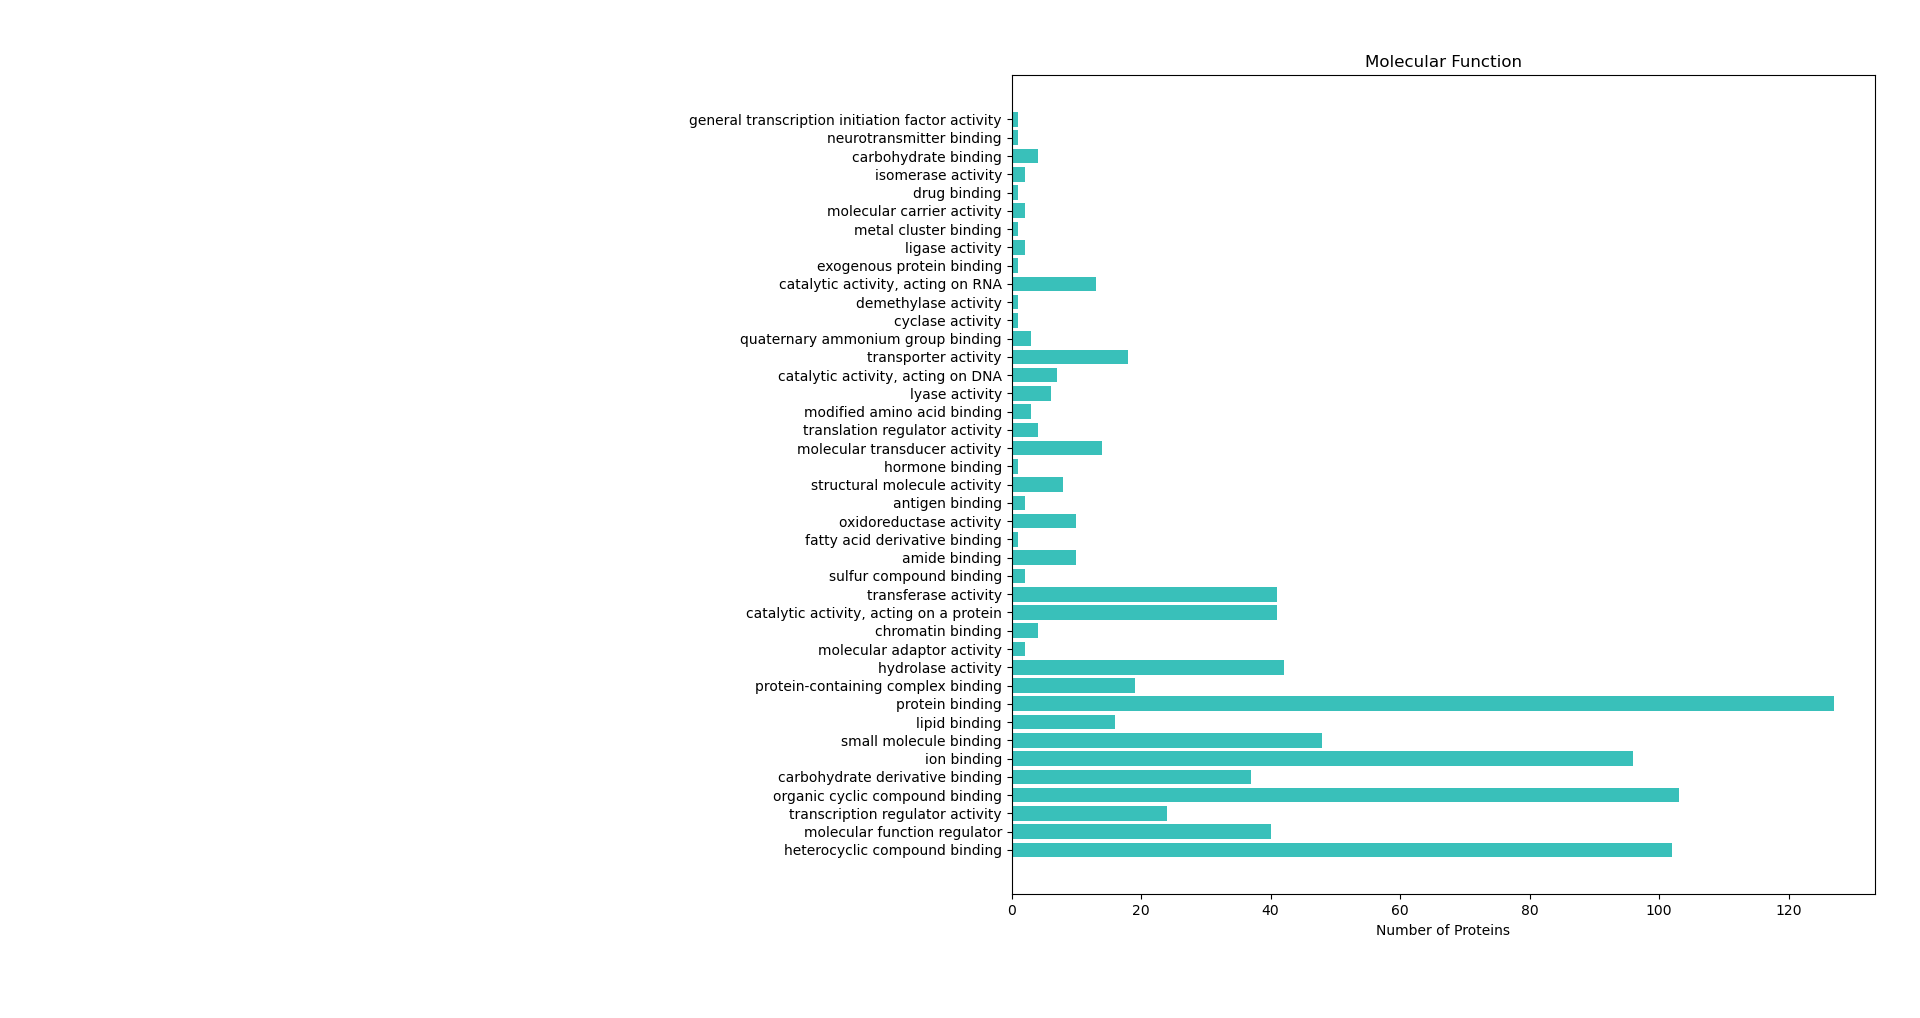 Molecular Function
general transcription initiation factor activity
neurotransmitter binding
carbohydrate binding
isomerase activity
drug binding
molecular carrier activity
metal cluster binding
ligase activity
exogenous protein binding
catalytic activity, acting on RNA
demethylase activity
cyclase activity
quaternary ammonium group binding
transporter activity
catalytic activity, acting on DNA
lyase activity
modified amino acid binding
translation regulator activity
molecular transducer activity
hormone binding
structural molecule activity
antigen binding
oxidoreductase activity
fatty acid derivative binding
amide binding
sulfur compound binding
transferase activity
catalytic activity, acting on a protein
chromatin binding
molecular adaptor activity
hydrolase activity
protein-containing complex binding
protein binding
lipid binding
small molecule binding
ion binding
carbohydrate derivative binding
organic cyclic compound binding
transcription regulator activity
molecular function regulator
heterocyclic compound binding
0 20 40 60 80 100 120
Number of Proteins